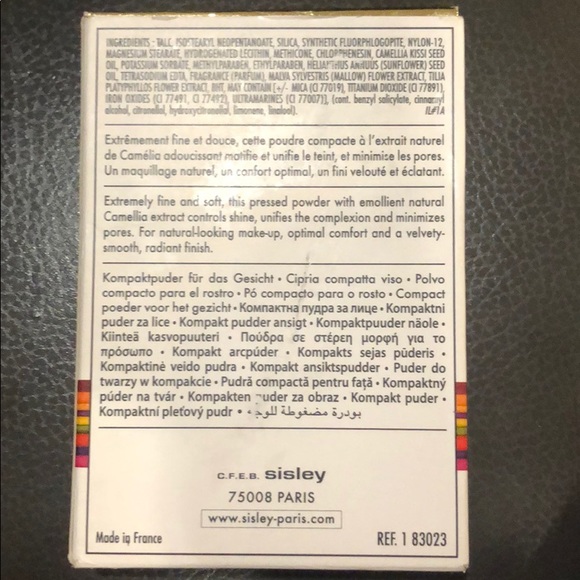 INGREDIENTS - TALC, ISOSTEARYL NEOPENTANOATE, SILICA, SYNTHETIC FLUORPHLOGOPITE, NYLON-12,
MAGNESIUM STEARATE, HYDROGENATED LECITHIN, METHICONE, CHLORPHENESIN, CAMELLIA KISSI SEED
OIL, POTASSIUM SORBATE, METHYLPARABEN, ETHYLPARABEN, HELIANTHUS ANNUUS (SUNFLOWER) SEED
OIL, TETRASODIUM EDTA, FRAGRANCE (PARFUM), MALVA SYLVESTRIS (MALLOW) FLOWER EXTRACT, TILIA
PLATYPHYLLOS FLOWER EXTRACT, BHT, MAY CONTAIN [+/- MICA (CI 77019), TITANIUM DIOXIDE (CI 77891),
IRON OXIDES (CI 77491, CI 77492), ULTRAMARINES (CI 77007)], (cont. benzyl salicylate, cinnamyl
alcohol, citronellol, hydroxycitronellal, limonene, linalool). IL#1A
Extrêmement fine et douce, cette poudre compacte à l'extrait naturel
de Camélia adoucissant matifie et unifie le teint, et minimise les pores.
Un maquillage naturel, un confort optimal, un fini velouté et éclatant.
Extremely fine and soft, this pressed powder with emollient natural
Camellia extract controls shine, unifies the complexion and minimizes
pores. For natural-looking make-up, optimal comfort and a velvety-
smooth, radiant finish.
Kompaktpuder für das Gesicht • Cipria compatta viso • Polvo
compacto para el rostro • Pó compacto para o rosto • Compact
poeder voor het gezicht • Компактна пудра за лице • Kompaktni
puder za lice • Kompakt pudder ansigt • Kompaktpuuder näole •
Kiinteä kasvopuuteri • Πούδρα σε στέρεη μορφή για το
πρόσωπο • Kompakt arcpúder • Kompakts sejas pūderis •
Kompaktinė veido pudra • Kompakt ansiktspudder • Puder do
twarzy w kompakcie • Pudră compactă pentru față • Kompaktný
púder na tvár • Kompakten puder za obraz • Kompakt puder •
Kompaktní pleťový pudr • بودرة مضغوطة للوجه
C.F.E.B. sisley
75008 PARIS
www.sisley-paris.com
Made in France REF. 1 83023